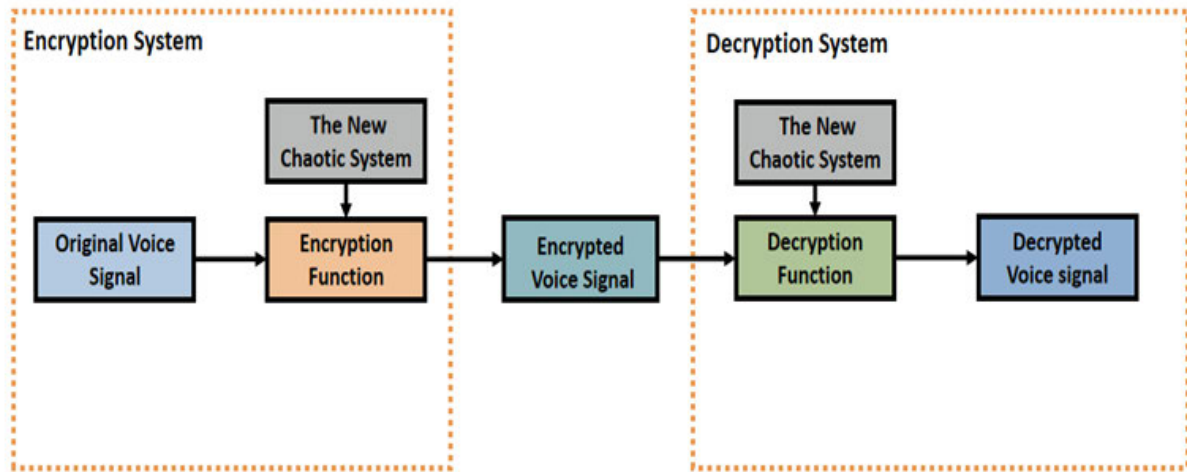 Encryption System
The New
Chaotic System
Original Voice
Signal
Encryption
Function
Encrypted
Voice Signal
Decryption System
The New
Chaotic System
Decryption
Function
Decrypted
Voice signal